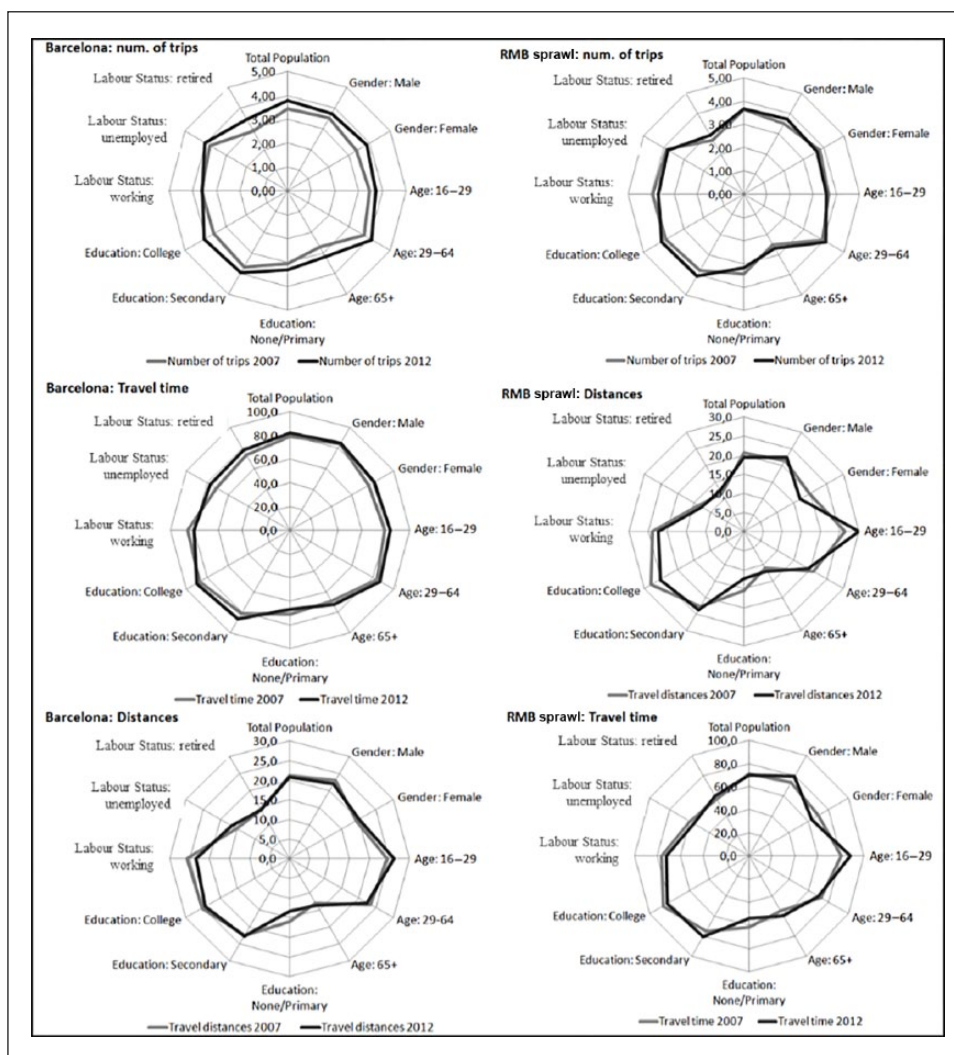 Barcelona: num. of trips
Total Population
5,00
4,00
3,00
2,00
1,00
0,00
Gender: Male
Gender: Female
Age: 16–29
Age: 29–64
Age: 65+
Education:
None/Primary
Education: Secondary
Education: College
Labour Status:
working
Labour Status:
unemployed
Labour Status: retired
Number of trips 2007
Number of trips 2012
RMB sprawl: num. of trips
Total Population
5,00
4,00
3,00
2,00
1,00
0,00
Gender: Male
Gender: Female
Age: 16–29
Age: 29–64
Age: 65+
Education:
None/Primary
Education: Secondary
Education: College
Labour Status:
working
Labour Status:
unemployed
Labour Status: retired
Number of trips 2007
Number of trips 2012
Barcelona: Travel time
Total Population
100,0
80,0
60,0
40,0
20,0
0,0
Gender: Male
Gender: Female
Age: 16–29
Age: 29–64
Age: 65+
Education:
None/Primary
Education: Secondary
Education: College
Labour Status:
working
Labour Status:
unemployed
Labour Status: retired
Travel time 2007
Travel time 2012
RMB sprawl: Distances
Total Population
30,0
25,0
20,0
15,0
10,0
5,0
0,0
Gender: Male
Gender: Female
Age: 16–29
Age: 29–64
Age: 65+
Education:
None/Primary
Education: Secondary
Education: College
Labour Status:
working
Labour Status:
unemployed
Labour Status: retired
Travel distances 2007
Travel distances 2012
Barcelona: Distances
Total Population
30,0
25,0
20,0
15,0
10,0
5,0
0,0
Gender: Male
Gender: Female
Age: 16–29
Age: 29-64
Age: 65+
Education:
None/Primary
Education: Secondary
Education: College
Labour Status:
working
Labour Status:
unemployed
Labour Status: retired
Travel distances 2007
Travel distances 2012
RMB sprawl: Travel time
Total Population
100,0
80,0
60,0
40,0
20,0
0,0
Gender: Male
Gender: Female
Age: 16–29
Age: 29–64
Age: 65+
Education:
None/Primary
Education: Secondary
Education: College
Labour Status:
working
Labour Status:
unemployed
Labour Status: retired
Travel time 2007
Travel time 2012